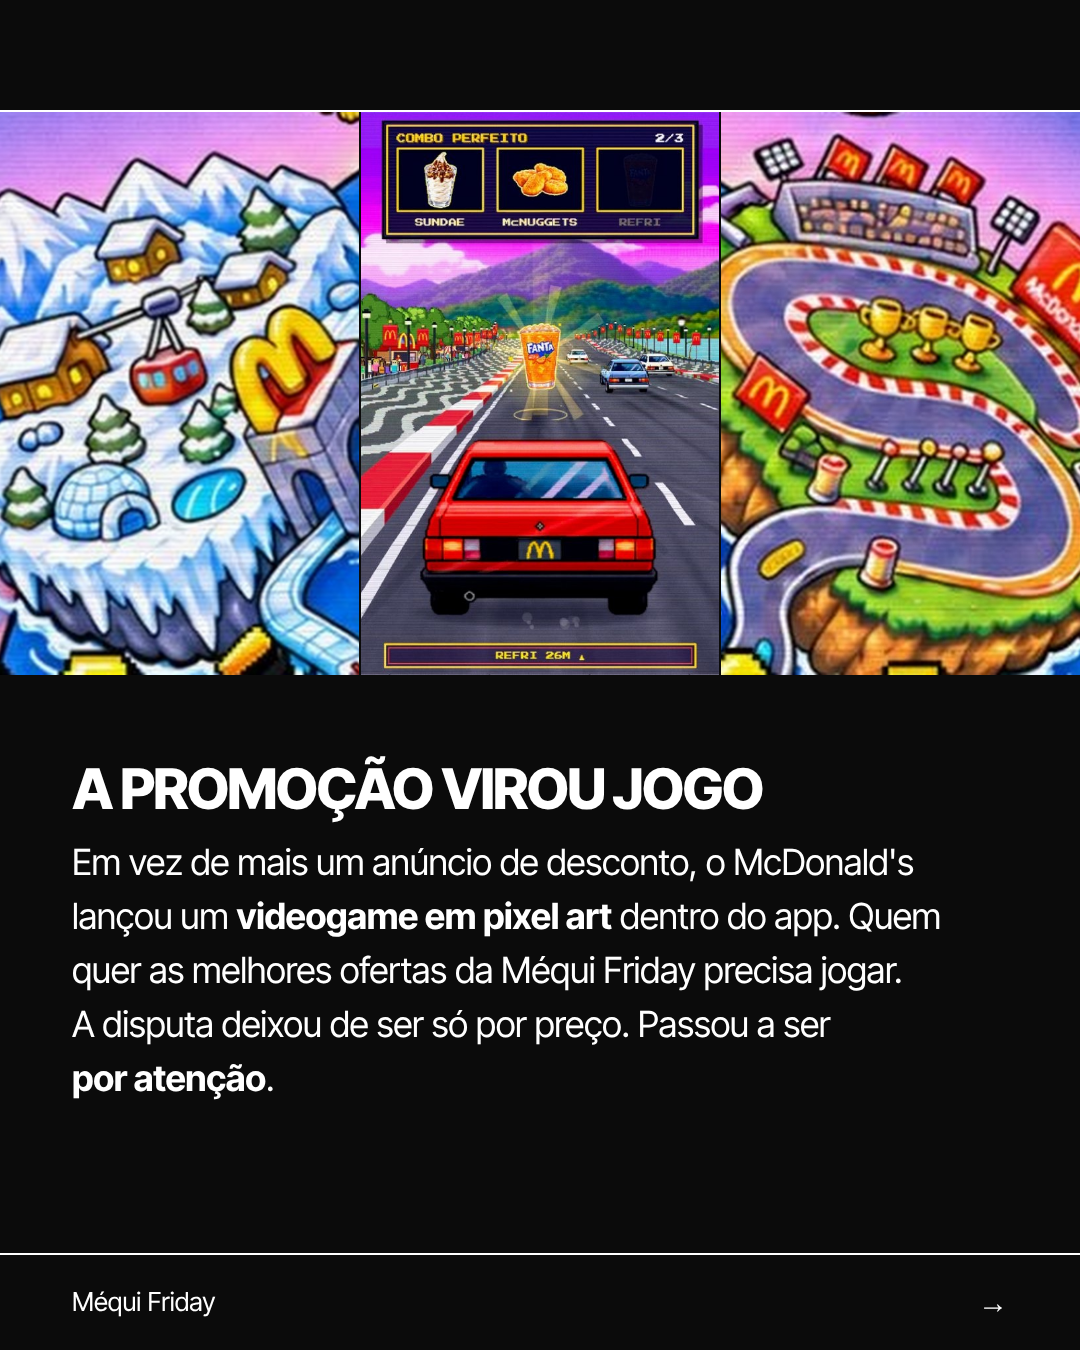 COMBO PERFEITO 2/3
FANTA
SUNDAE McNUGGETS REFRI
FANTA
REFRI 26M
A PROMOÇÃO VIROU JOGO
Em vez de mais um anúncio de desconto, o McDonald's
lançou um videogame em pixel art dentro do app. Quem
quer as melhores ofertas da Méqui Friday precisa jogar.
A disputa deixou de ser só por preço. Passou a ser
por atenção.
Méqui Friday →